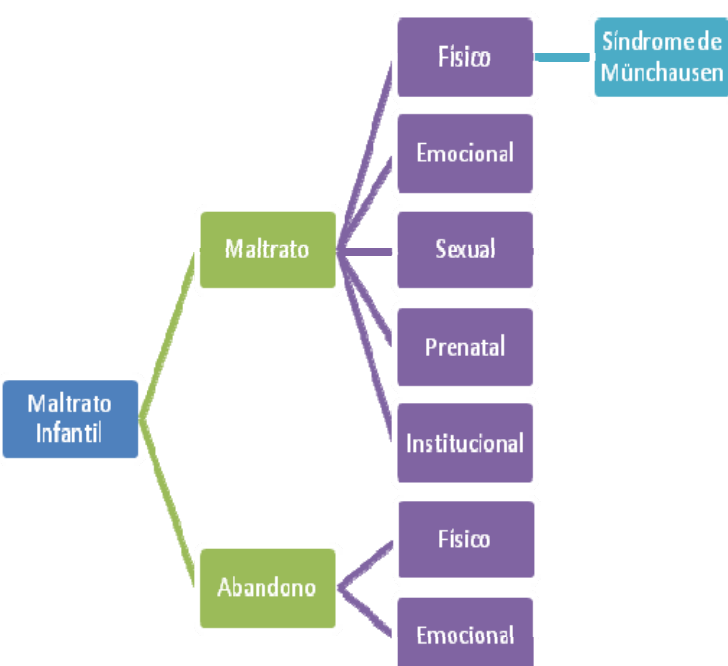 Físico
Síndrome de
Münchausen
Emocional
Maltrato
Sexual
Prenatal
Maltrato
Infantil
Institucional
Físico
Abandono
Emocional